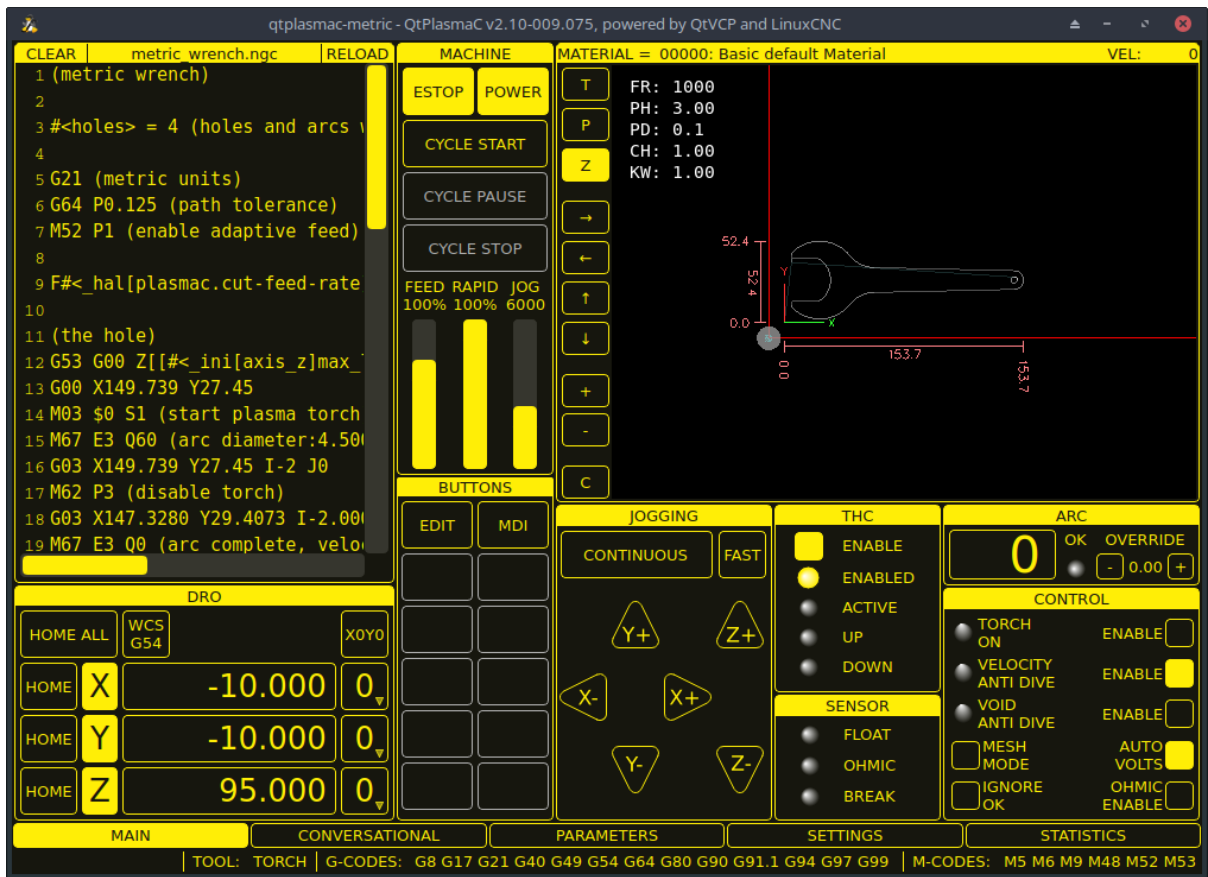 qtplasmac-metric - QtPlasmaC v2.10-009.075, powered by QtVCP and LinuxCNC
CLEAR metric_wrench.ngc RELOAD
1 (metric wrench)
2
3 #<holes> = 4 (holes and arcs
4
5 G21 (metric units)
6 G64 P0.125 (path tolerance)
7 M52 P1 (enable adaptive feed)
8
9 F#<_hal[plasmac.cut-feed-rate
10
11 (the hole)
12 G53 G00 Z[[#<_ini[axis_z]max_
13 G00 X149.739 Y27.45
14 M03 $0 S1 (start plasma torch
15 M67 E3 Q60 (arc diameter:4.500
16 G03 X149.739 Y27.45 I-2 J0
17 M62 P3 (disable torch)
18 G03 X147.3280 Y29.4073 I-2.000
19 M67 E3 Q0 (arc complete, velo
MACHINE
ESTOP POWER
CYCLE START
CYCLE PAUSE
CYCLE STOP
FEED RAPID JOG
100% 100% 6000
MATERIAL = 00000: Basic default Material VEL: 0
T
P
Z
→
←
↑
↓
+
-
C
FR: 1000
PH: 3.00
PD: 0.1
CH: 1.00
KW: 1.00
52.4
52.4
0.0
Y
X
153.7
0.0
153.7
BUTTONS
EDIT MDI
DRO
HOME ALL
WCS
G54
X0Y0
HOME X -10.000 0
HOME Y -10.000 0
HOME Z 95.000 0
JOGGING
CONTINUOUS FAST
Y+ Z+
X- X+
Y- Z-
THC
ENABLE
ENABLED
ACTIVE
UP
DOWN
SENSOR
FLOAT
OHMIC
BREAK
ARC
0 OK OVERRIDE
- 0.00 +
CONTROL
TORCH
ON
ENABLE
VELOCITY
ANTI DIVE
ENABLE
VOID
ANTI DIVE
ENABLE
MESH
MODE
AUTO
VOLTS
IGNORE
OK
OHMIC
ENABLE
MAIN CONVERSATIONAL PARAMETERS SETTINGS STATISTICS
TOOL: TORCH G-CODES: G8 G17 G21 G40 G49 G54 G64 G80 G90 G91.1 G94 G97 G99 M-CODES: M5 M6 M9 M48 M52 M53